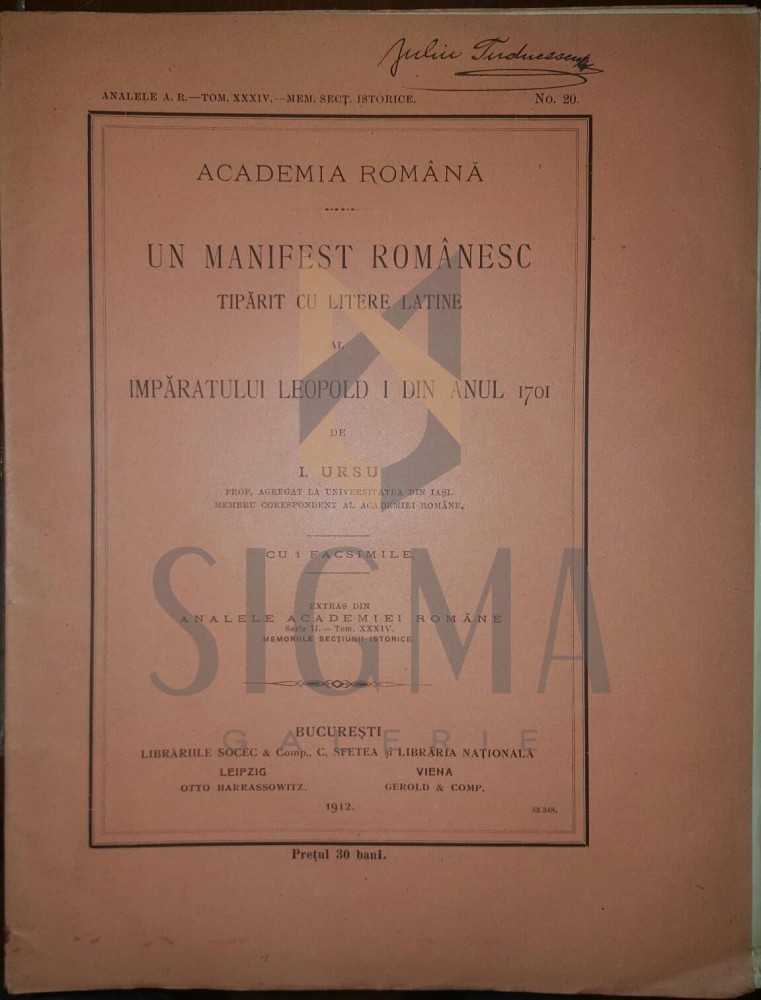 Juliu Tuducescu
ANALELE A. R.—TOM. XXXIV.—MEM. SECȚ. ISTORICE. No. 20.
ACADEMIA ROMÂNĂ
UN MANIFEST ROMÂNESC
TIPĂRIT CU LITERE LATINE
AL
IMPĂRATULUI LEOPOLD I DIN ANUL 1701
DE
I. URSU
PROF. AGREGAT LA UNIVERSITATEA DIN IAȘI,
MEMBRU CORESPONDENT AL ACADEMIEI ROMÂNE.
CU 1 FACSIMILE.
SIGMA
EXTRAS DIN
ANALELE ACADEMIEI ROMÂNE
Seria II. — Tom. XXXIV.
MEMORIILE SECȚIUNII ISTORICE.
BUCUREȘTI
GALERIE
LIBRĂRIILE SOCEC & Comp., C. SFETEA și LIBRĂRIA NAȚIONALĂ
LEIPZIG VIENA
OTTO HARRASSOWITZ. GEROLD & COMP.
1912. 32.348.
Prețul 30 bani.